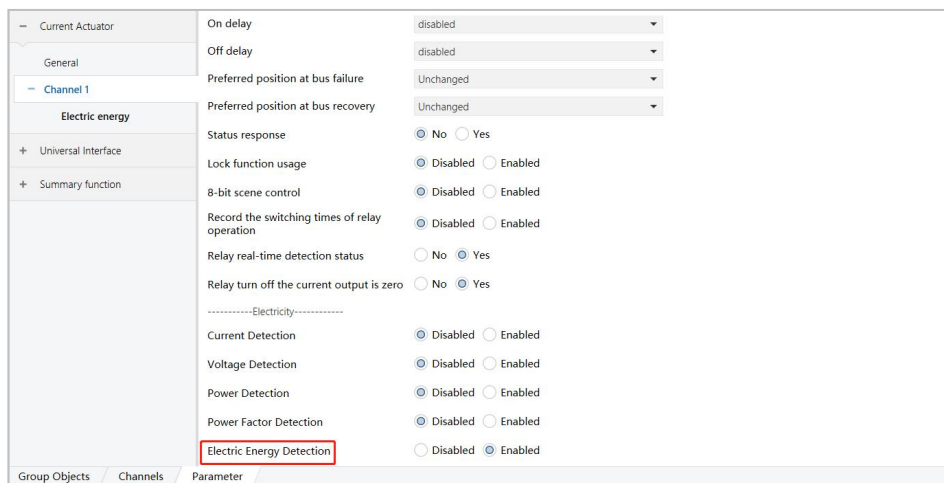 − Current Actuator
General
− Channel 1
Electric energy
+ Universal Interface
+ Summary function
On delay disabled
Off delay disabled
Preferred position at bus failure Unchanged
Preferred position at bus recovery Unchanged
Status response No Yes
Lock function usage Disabled Enabled
8-bit scene control Disabled Enabled
Record the switching times of relay
operation Disabled Enabled
Relay real-time detection status No Yes
Relay turn off the current output is zero No Yes
-----------Electricity------------
Current Detection Disabled Enabled
Voltage Detection Disabled Enabled
Power Detection Disabled Enabled
Power Factor Detection Disabled Enabled
Electric Energy Detection Disabled Enabled
Group Objects Channels Parameter